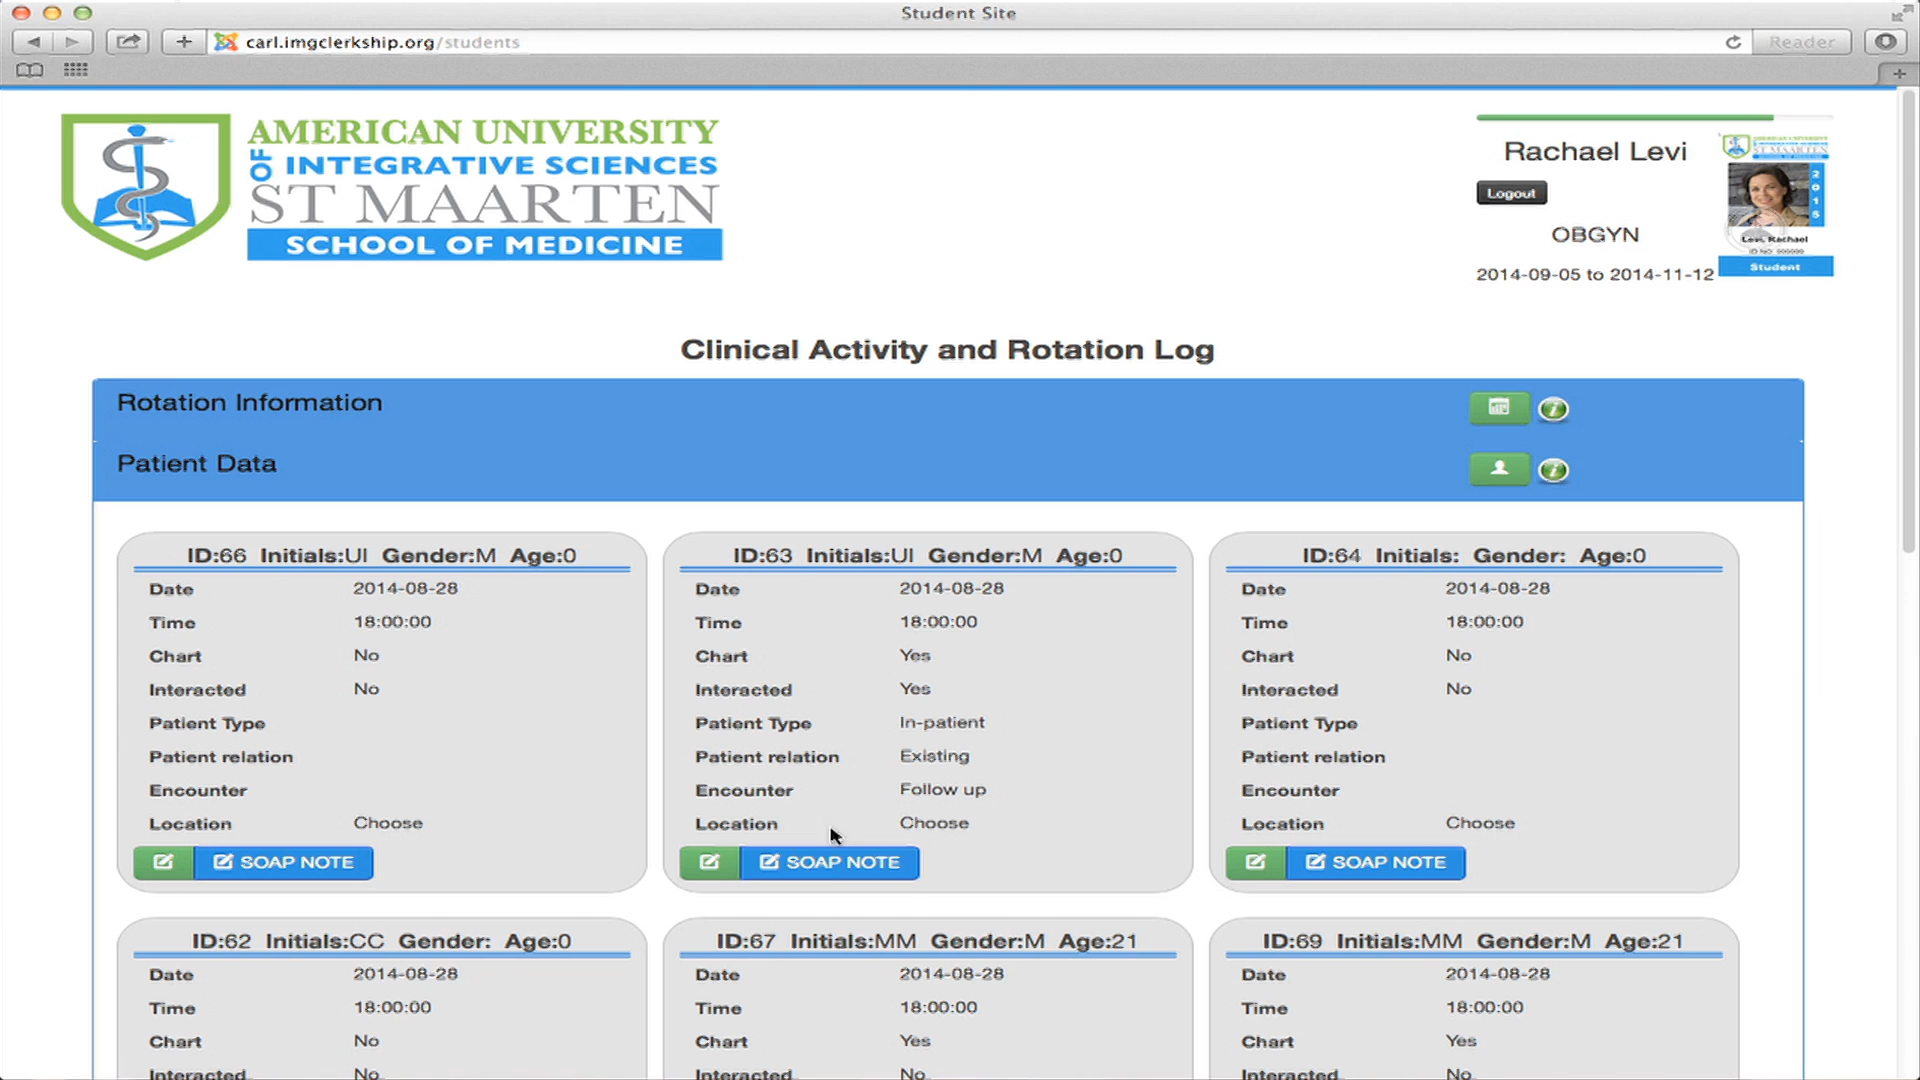 Student Site
carl.imgclerkship.org/students
Reader
AMERICAN UNIVERSITY
OF INTEGRATIVE SCIENCES
ST MAARTEN
SCHOOL OF MEDICINE
Rachael Levi
Logout
OBGYN
2014-09-05 to 2014-11-12
AMERICAN UNIVERSITY
ST MAARTEN
2015
Levi, Rachael
Student
Clinical Activity and Rotation Log
Rotation Information
Patient Data
ID:66 Initials:UI Gender:M Age:0
Date 2014-08-28
Time 18:00:00
Chart No
Interacted No
Patient Type
Patient relation
Encounter
Location Choose
SOAP NOTE
ID:63 Initials:UI Gender:M Age:0
Date 2014-08-28
Time 18:00:00
Chart Yes
Interacted Yes
Patient Type In-patient
Patient relation Existing
Encounter Follow up
Location Choose
SOAP NOTE
ID:64 Initials: Gender: Age:0
Date 2014-08-28
Time 18:00:00
Chart No
Interacted No
Patient Type
Patient relation
Encounter
Location Choose
SOAP NOTE
ID:62 Initials:CC Gender: Age:0
Date 2014-08-28
Time 18:00:00
Chart No
Interacted No
ID:67 Initials:MM Gender:M Age:21
Date 2014-08-28
Time 18:00:00
Chart Yes
Interacted No
ID:69 Initials:MM Gender:M Age:21
Date 2014-08-28
Time 18:00:00
Chart Yes
Interacted No